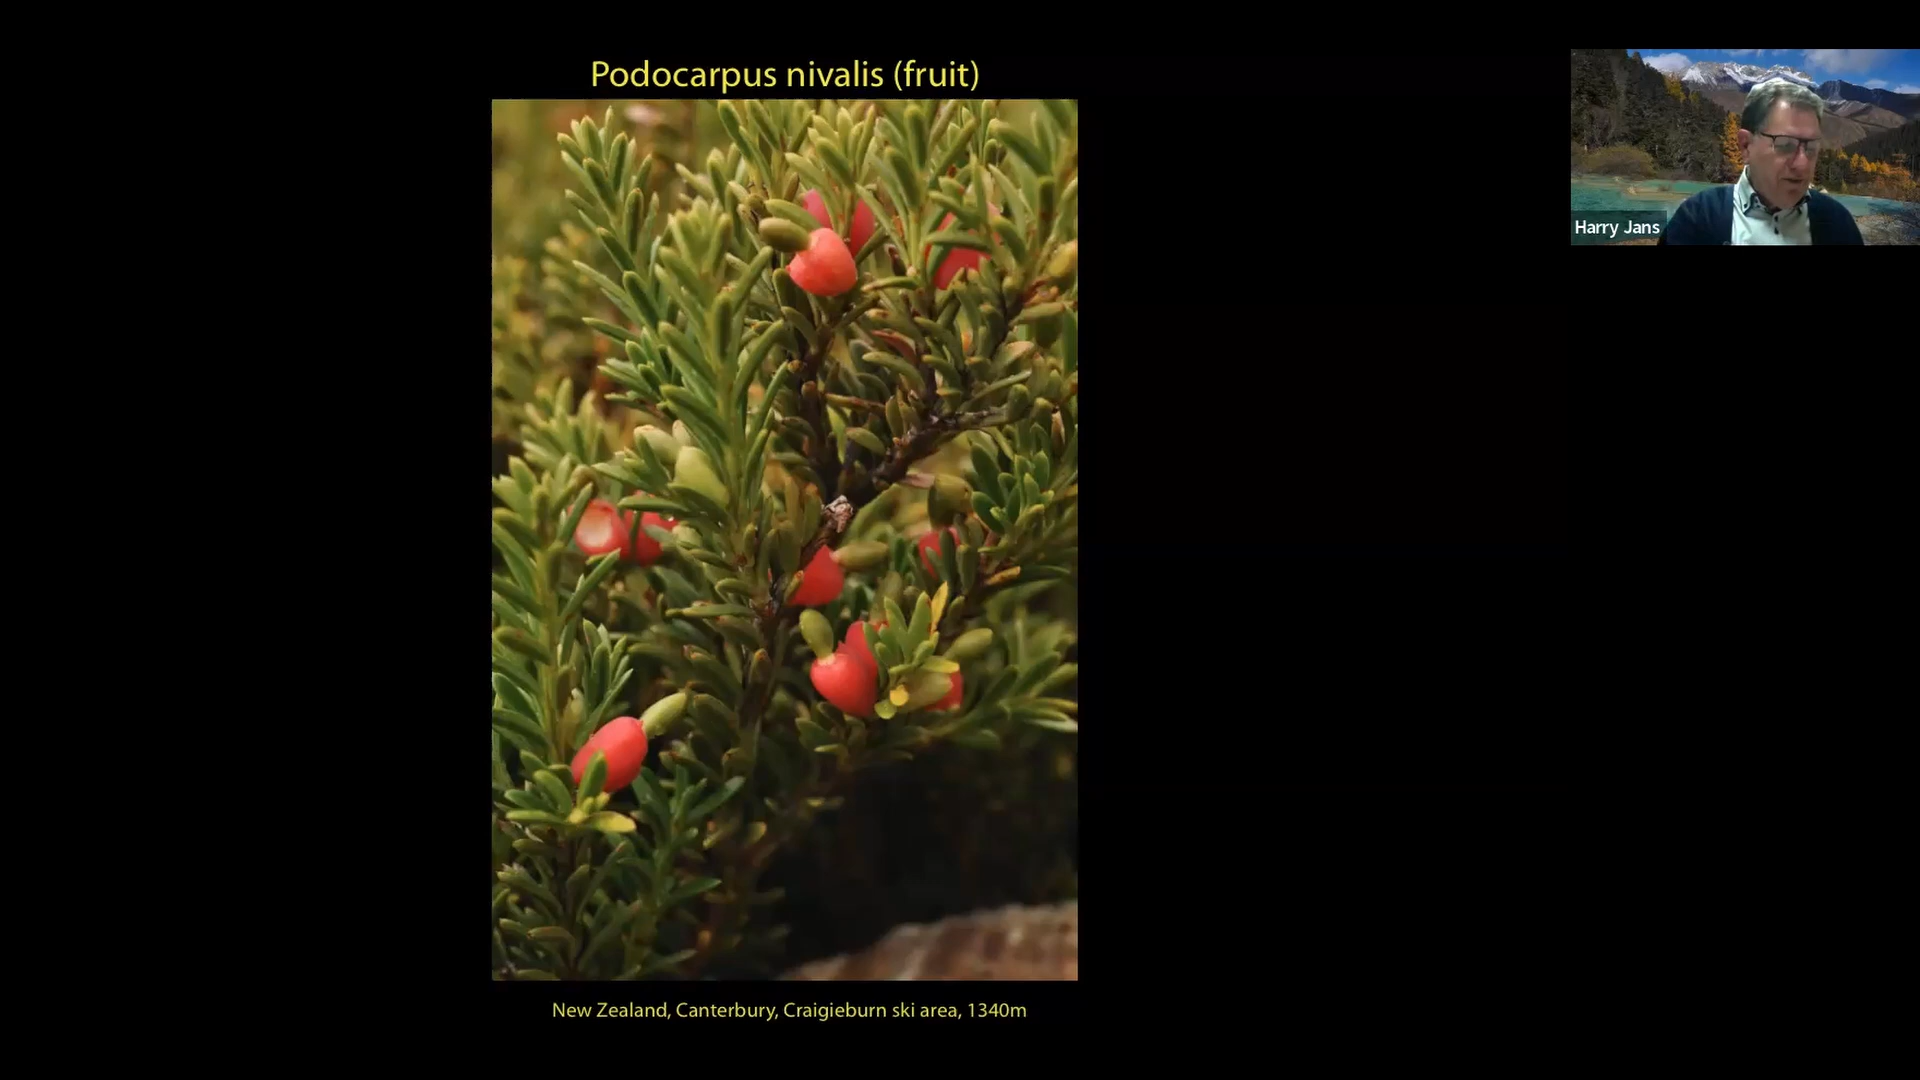 Podocarpus nivalis (fruit)
Harry Jans
New Zealand, Canterbury, Craigieburn ski area, 1340m